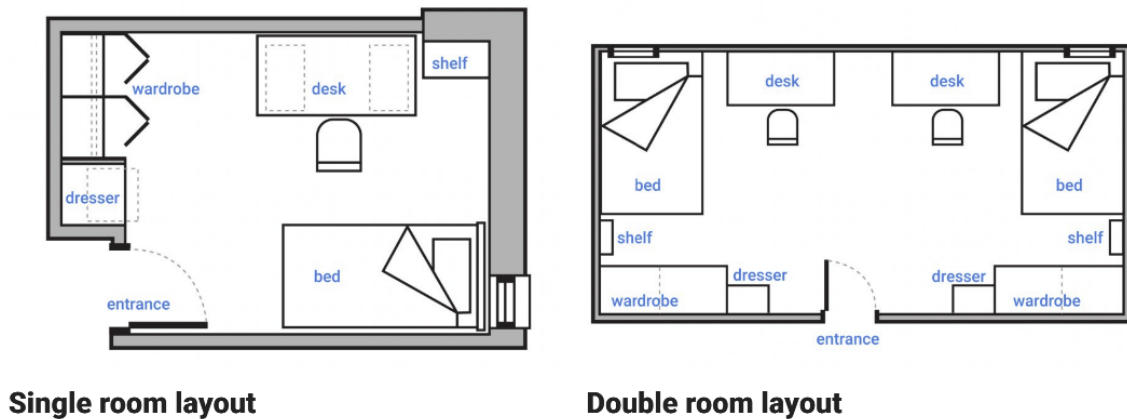 shelf
wardrobe
desk
dresser
bed
entrance
Single room layout
desk
desk
bed
bed
shelf
shelf
dresser
dresser
wardrobe
wardrobe
entrance
Double room layout